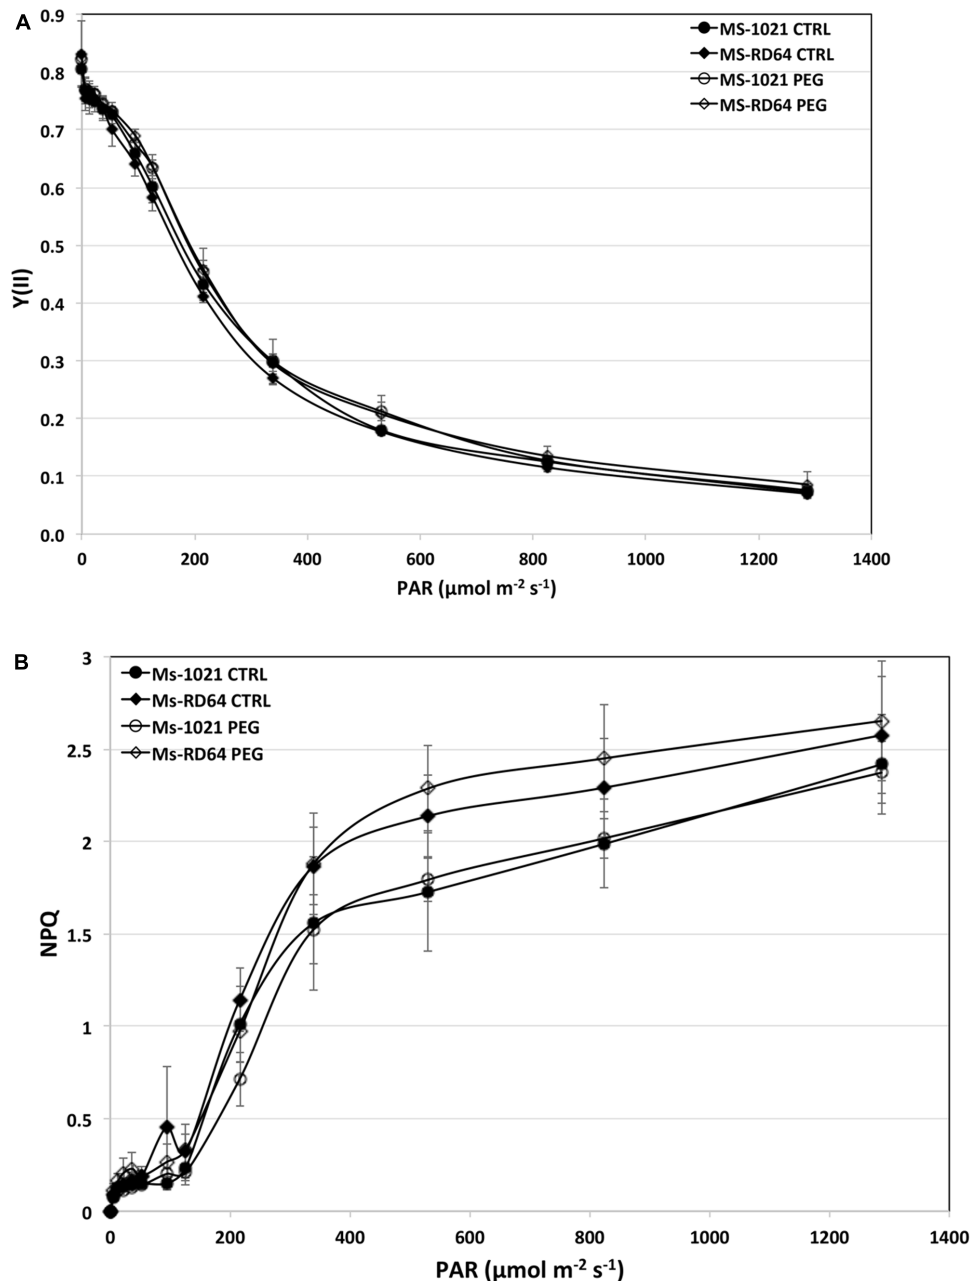 A
0.9
0.8
0.7
0.6
0.5
0.4
0.3
0.2
0.1
0.0
Y(II)
MS-1021 CTRL
MS-RD64 CTRL
MS-1021 PEG
MS-RD64 PEG
0 200 400 600 800 1000 1200 1400
PAR (μmol m⁻² s⁻¹)
B
3
2.5
2
1.5
1
0.5
0
NPQ
Ms-1021 CTRL
Ms-RD64 CTRL
Ms-1021 PEG
Ms-RD64 PEG
0 200 400 600 800 1000 1200 1400
PAR (μmol m⁻² s⁻¹)